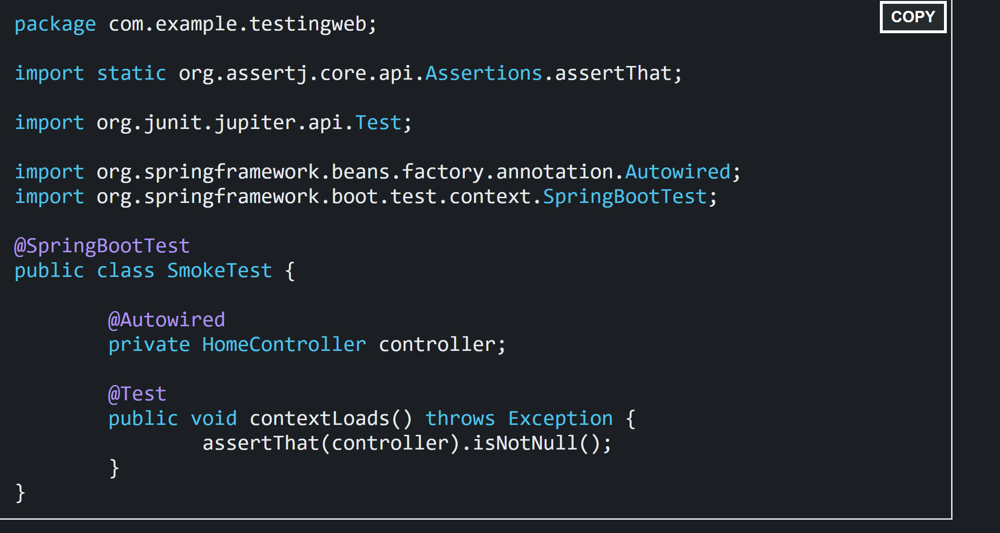 COPY
package com.example.testingweb;
import static org.assertj.core.api.Assertions.assertThat;
import org.junit.jupiter.api.Test;
import org.springframework.beans.factory.annotation.Autowired;
import org.springframework.boot.test.context.SpringBootTest;
@SpringBootTest
public class SmokeTest {
@Autowired
private HomeController controller;
@Test
public void contextLoads() throws Exception {
assertThat(controller).isNotNull();
}
}